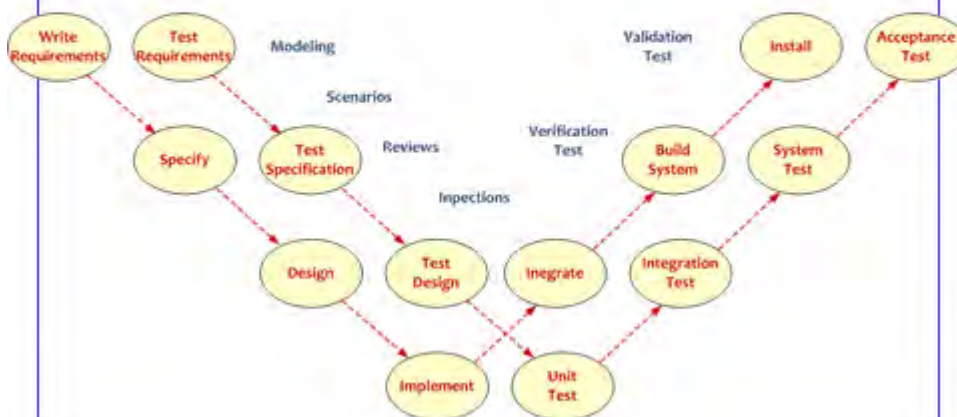 Write
Requirements
Test
Requirements
Modeling
Validation
Test
Install
Acceptance
Test
Scenarios
Specify
Test
Specification
Reviews
Verification
Test
Build
System
System
Test
Inpections
Design
Test
Design
Inegrate
Integration
Test
Implement
Unit
Test